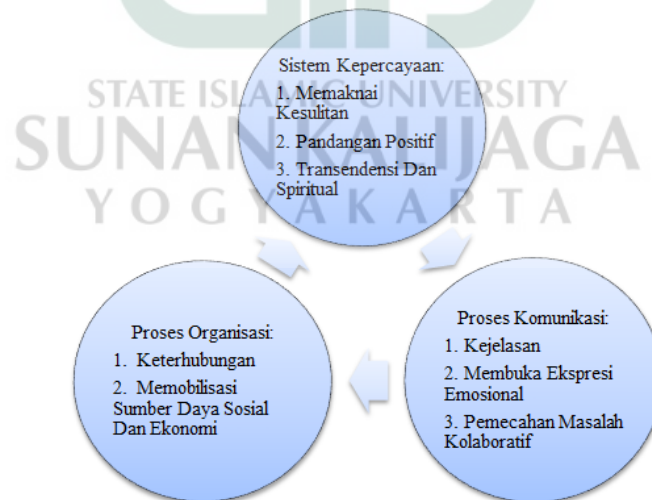 Sistem Kepercayaan:
1. Memaknai
Kesulitan
2. Pandangan Positif
3. Transendensi Dan
Spiritual
STATE ISLAMIC UNIVERSITY
SUNAN KALIJAGA
YOGYAKARTA
Proses Organisasi:
1. Keterhubungan
2. Memobilisasi
Sumber Daya Sosial
Dan Ekonomi
Proses Komunikasi:
1. Kejelasan
2. Membuka Ekspresi
Emosional
3. Pemecahan Masalah
Kolaboratif